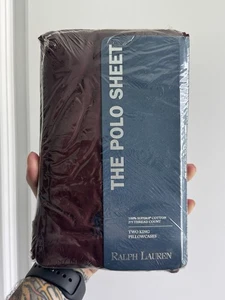 THE POLO SHEET
TWO KING
PILLOWCASES
RALPH LAUREN